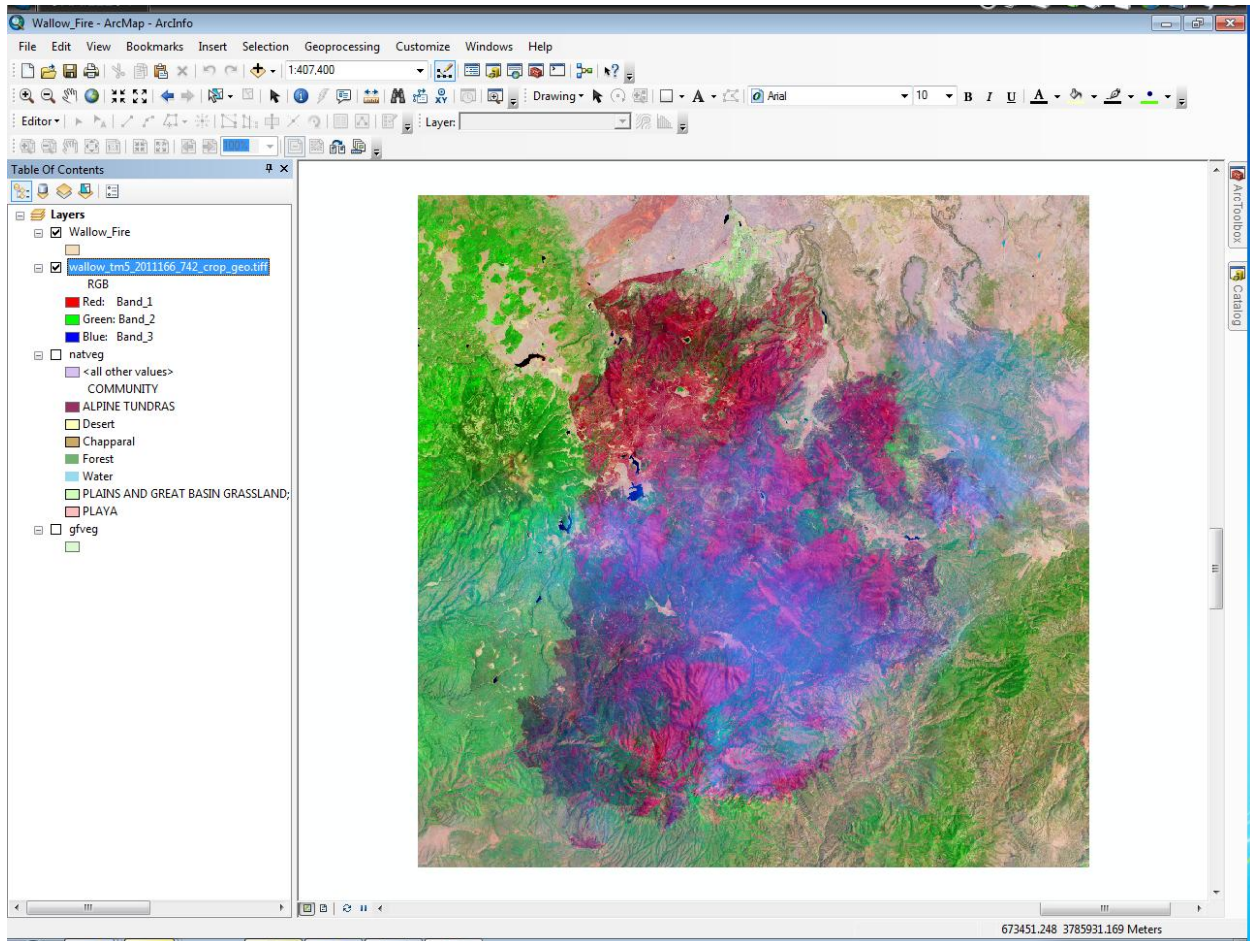 Wallow_Fire - ArcMap - ArcInfo
File Edit View Bookmarks Insert Selection Geoprocessing Customize Windows Help
1:407,400
Drawing Arial 10 B I U A
Editor Layer:
100%
Table Of Contents
Layers
Wallow_Fire
wallow_tm5_2011166_742_crop_geo.tiff
RGB
Red: Band_1
Green: Band_2
Blue: Band_3
natveg
<all other values>
COMMUNITY
ALPINE TUNDRAS
Desert
Chapparal
Forest
Water
PLAINS AND GREAT BASIN GRASSLAND;
PLAYA
gfveg
ArcToolbox
Catalog
673451.248 3785931.169 Meters